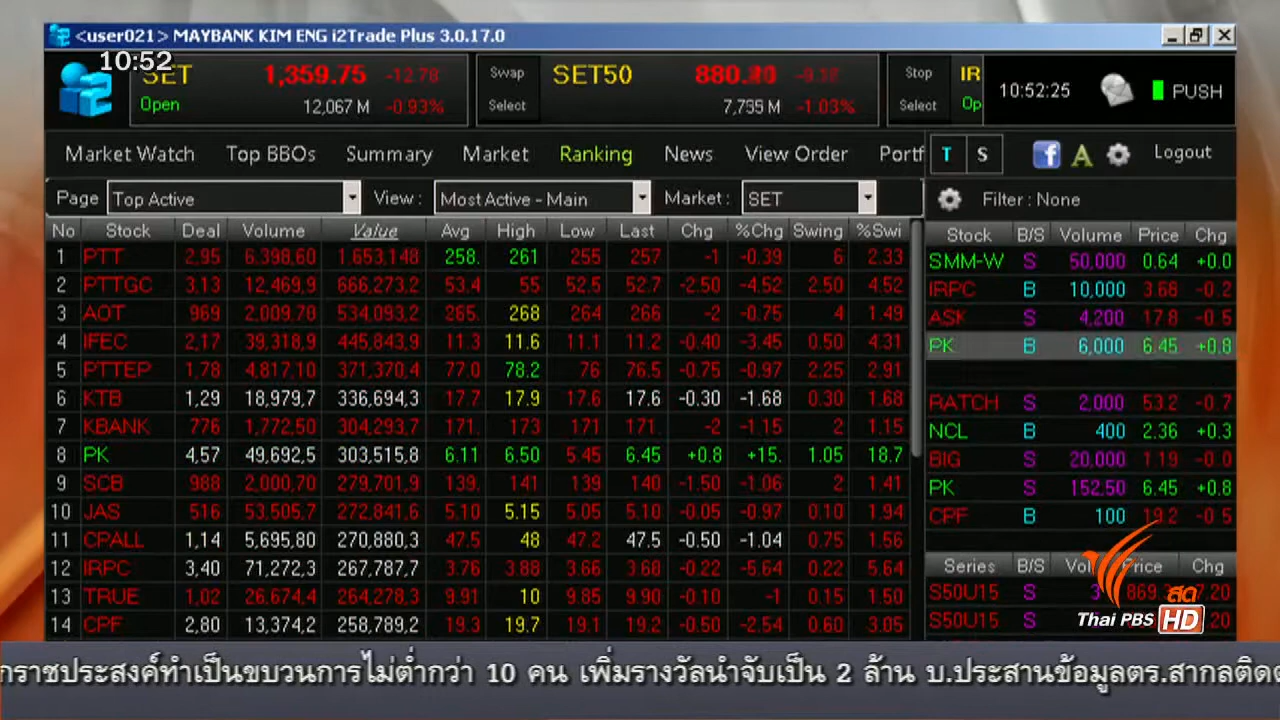 <user021> MAYBANK KIM ENG i2Trade Plus 3.0.17.0
10:52
SET 1,359.75 -12.78 Swap SET50 880. Stop IR
Open 12,067 M -0.93% Select 7,795 M -1.03% Select Op
10:52:25 PUSH
Market Watch Top BBOs Summary Market Ranking News View Order Portf T S f A Logout
Page Top Active View : Most Active - Main Market : SET Filter : None
No Stock Deal Volume Value Avg High Low Last Chg %Chg Swing %Swi
1 PTT 2,95 6,398,60 1,653,148 258. 261 255 257 -1 -0.39 6 2.33
2 PTTGC 3,13 12,469,9 666,273,2 53.4 55 52.5 52.7 -2.50 -4.52 2.50 4.52
3 AOT 969 2,009,70 534,093,2 265. 268 264 266 -2 -0.75 4 1.49
4 IFEC 2,17 39,318,9 445,843,9 11.3 11.6 11.1 11.2 -0.40 -3.45 0.50 4.31
5 PTTEP 1,78 4,817,10 371,370,4 77.0 78.2 76 76.5 -0.75 -0.97 2.25 2.91
6 KTB 1,29 18,979,7 336,694,3 17.7 17.9 17.6 17.6 -0.30 -1.68 0.30 1.68
7 KBANK 776 1,772,50 304,293,7 171. 173 171 171. -2 -1.15 2 1.15
8 PK 4,57 49,692,5 303,515,8 6.11 6.50 5.45 6.45 +0.8 +15. 1.05 18.7
9 SCB 988 2,000,70 279,701,9 139. 141 139 140 -1.50 -1.06 2 1.41
10 JAS 516 53,505,7 272,841,6 5.10 5.15 5.05 5.10 -0.05 -0.97 0.10 1.94
11 CPALL 1,14 5,695,80 270,880,3 47.5 48 47.2 47.5 -0.50 -1.04 0.75 1.56
12 IRPC 3,40 71,272,3 267,787,7 3.76 3.88 3.66 3.68 -0.22 -5.64 0.22 5.64
13 TRUE 1,02 26,674,4 264,278,3 9.91 10 9.85 9.90 -0.10 -1 0.15 1.50
14 CPF 2,80 13,374,2 258,789,2 19.3 19.7 19.1 19.2 -0.50 -2.54 0.60 3.05
Stock B/S Volume Price Chg
SMM-W S 50,000 0.64 +0.0
IRPC B 10,000 3.68 -0.2
ASK S 4,200 17.8 -0.5
PK B 6,000 6.45 +0.8
RATCH S 2,000 53.2 -0.7
NCL B 400 2.36 +0.3
BIG S 20,000 1.19 -0.0
PK S 152,50 6.45 +0.8
CPF B 100 19.2 -0.5
Series B/S Vol Price Chg
S50U15 S 3 869. 7.20
S50U15 S .20
สด
Thai PBS HD
กราชประสงค์ทำเป็นขบวนการไม่ต่ำกว่า 10 คน เพิ่มรางวัลนำจับเป็น 2 ล้าน บ.ประสานข้อมูลตร.สากลติดต